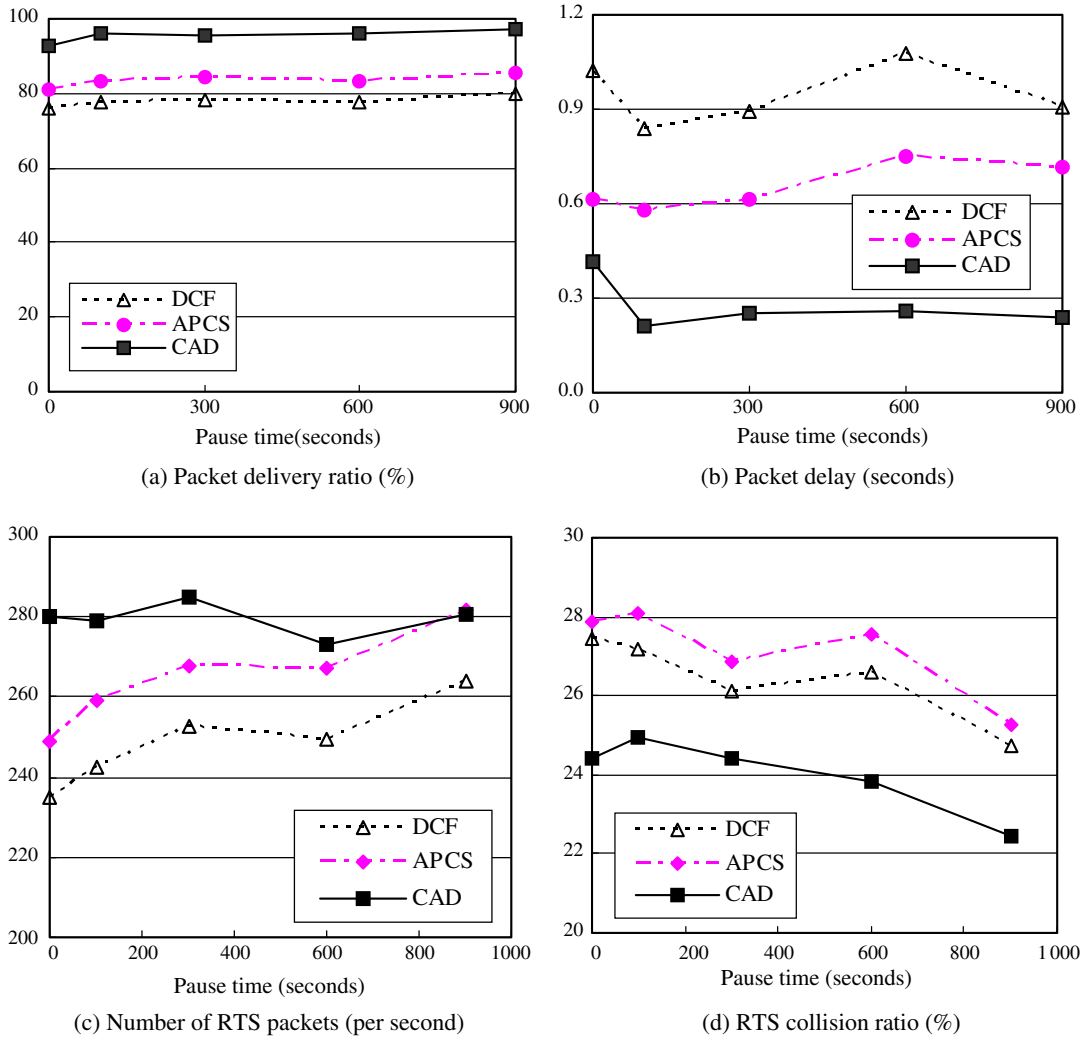 100
80
60
40
20
0
DCF
APCS
CAD
0 300 600 900
Pause time(seconds)
(a) Packet delivery ratio (%)
1.2
0.9
0.6
0.3
0.0
DCF
APCS
CAD
0 300 600 900
Pause time (seconds)
(b) Packet delay (seconds)
300
280
260
240
220
200
DCF
APCS
CAD
0 200 400 600 800 1000
Pause time (seconds)
(c) Number of RTS packets (per second)
30
28
26
24
22
20
DCF
APCS
CAD
0 200 400 600 800 1000
Pause time (seconds)
(d) RTS collision ratio (%)